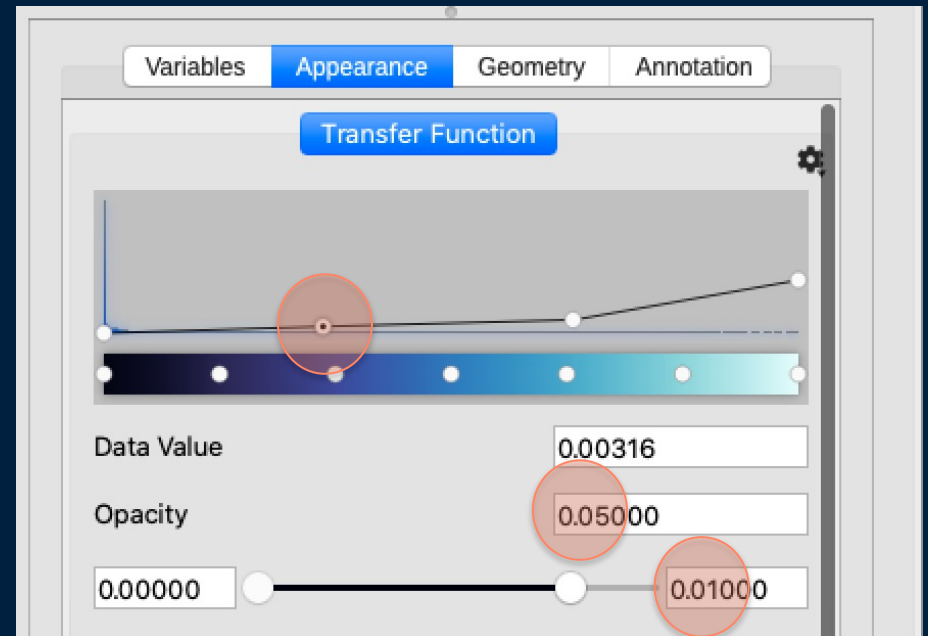 Variables Appearance Geometry Annotation
Transfer Function
Data Value 0.00316
Opacity 0.05000
0.00000 0.01000